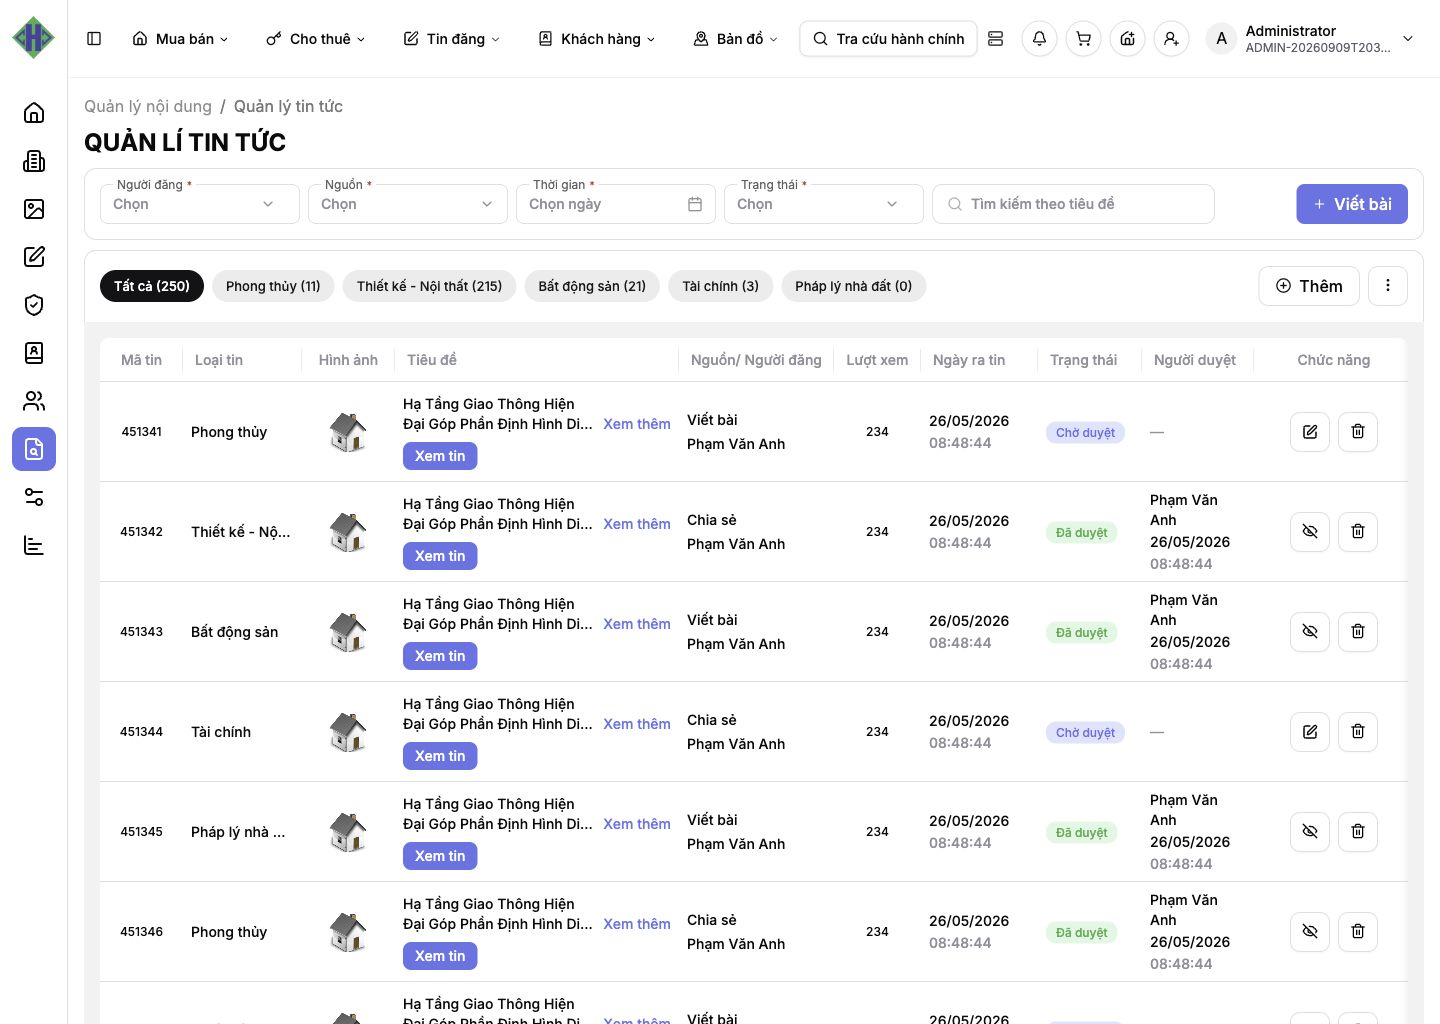 Mua bán
Cho thuê
Tin đăng
Khách hàng
Bản đồ
Tra cứu hành chính
A
Administrator
ADMIN-20260909T203...
Quản lý nội dung / Quản lý tin tức
QUẢN LÍ TIN TỨC
Người đăng *
Chọn
Nguồn *
Chọn
Thời gian *
Chọn ngày
Trạng thái *
Chọn
Tìm kiếm theo tiêu đề
+ Viết bài
Tất cả (250)
Phong thủy (11)
Thiết kế - Nội thất (215)
Bất động sản (21)
Tài chính (3)
Pháp lý nhà đất (0)
Thêm
Mã tin
Loại tin
Hình ảnh
Tiêu đề
Nguồn/ Người đăng
Lượt xem
Ngày ra tin
Trạng thái
Người duyệt
Chức năng
451341
Phong thủy
Hạ Tầng Giao Thông Hiện
Đại Góp Phần Định Hình Di... Xem thêm
Xem tin
Viết bài
Phạm Văn Anh
234
26/05/2026
08:48:44
Chờ duyệt
—
451342
Thiết kế - Nộ...
Hạ Tầng Giao Thông Hiện
Đại Góp Phần Định Hình Di... Xem thêm
Xem tin
Chia sẻ
Phạm Văn Anh
234
26/05/2026
08:48:44
Đã duyệt
Phạm Văn
Anh
26/05/2026
08:48:44
451343
Bất động sản
Hạ Tầng Giao Thông Hiện
Đại Góp Phần Định Hình Di... Xem thêm
Xem tin
Viết bài
Phạm Văn Anh
234
26/05/2026
08:48:44
Đã duyệt
Phạm Văn
Anh
26/05/2026
08:48:44
451344
Tài chính
Hạ Tầng Giao Thông Hiện
Đại Góp Phần Định Hình Di... Xem thêm
Xem tin
Chia sẻ
Phạm Văn Anh
234
26/05/2026
08:48:44
Chờ duyệt
—
451345
Pháp lý nhà ...
Hạ Tầng Giao Thông Hiện
Đại Góp Phần Định Hình Di... Xem thêm
Xem tin
Viết bài
Phạm Văn Anh
234
26/05/2026
08:48:44
Đã duyệt
Phạm Văn
Anh
26/05/2026
08:48:44
451346
Phong thủy
Hạ Tầng Giao Thông Hiện
Đại Góp Phần Định Hình Di... Xem thêm
Xem tin
Chia sẻ
Phạm Văn Anh
234
26/05/2026
08:48:44
Đã duyệt
Phạm Văn
Anh
26/05/2026
08:48:44
Hạ Tầng Giao Thông Hiện
Đại Góp Phần Định Hình Di... Xem thêm
Viết bài
26/05/2026